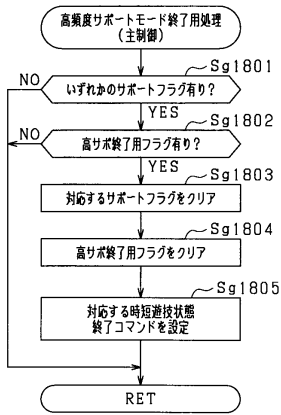 高頻度サポートモード終了用処理
(主制御)
Sg1801
いずれかのサポートフラグ有り?
NO
YES
Sg1802
高サポ終了用フラグ有り?
NO
YES
Sg1803
対応するサポートフラグをクリア
Sg1804
高サポ終了用フラグをクリア
Sg1805
対応する時短遊技状態
終了コマンドを設定
RET